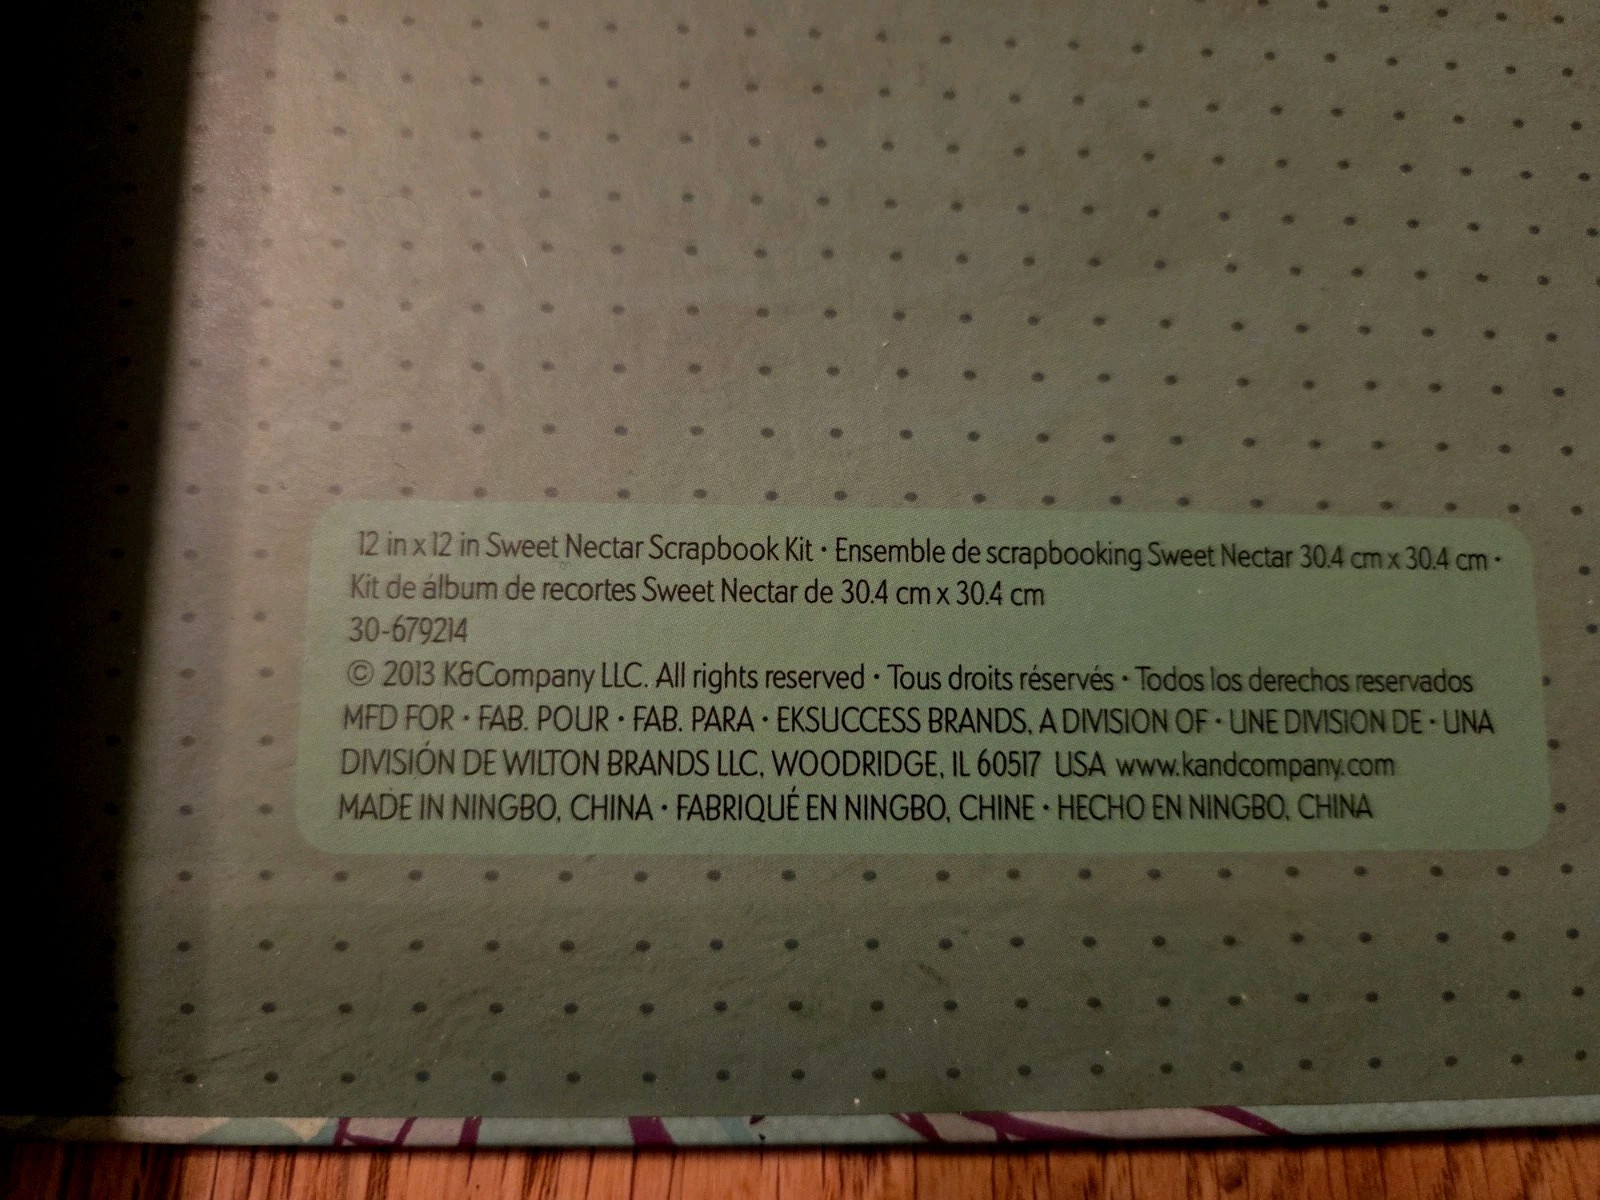 12 in x 12 in Sweet Nectar Scrapbook Kit · Ensemble de scrapbooking Sweet Nectar 30.4 cm x 30.4 cm ·
Kit de álbum de recortes Sweet Nectar de 30.4 cm x 30.4 cm
30-679214
© 2013 K&Company LLC. All rights reserved · Tous droits réservés · Todos los derechos reservados
MFD FOR · FAB. POUR · FAB. PARA · EKSUCCESS BRANDS, A DIVISION OF · UNE DIVISION DE · UNA
DIVISIÓN DE WILTON BRANDS LLC, WOODRIDGE, IL 60517 USA www.kandcompany.com
MADE IN NINGBO, CHINA · FABRIQUÉ EN NINGBO, CHINE · HECHO EN NINGBO, CHINA